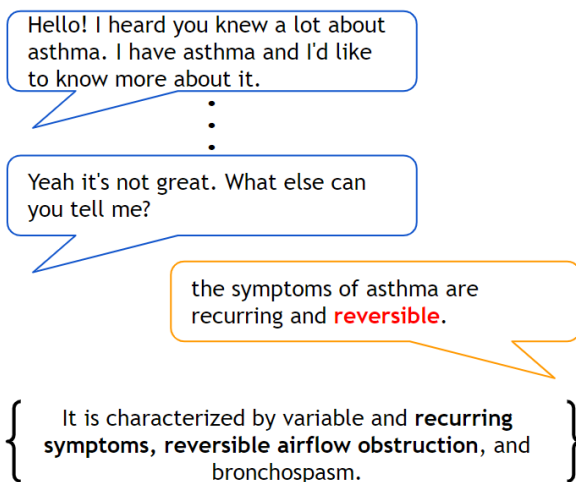 Hello! I heard you knew a lot about
asthma. I have asthma and I'd like
to know more about it.
Yeah it's not great. What else can
you tell me?
the symptoms of asthma are
recurring and reversible.
It is characterized by variable and recurring
symptoms, reversible airflow obstruction, and
bronchospasm.